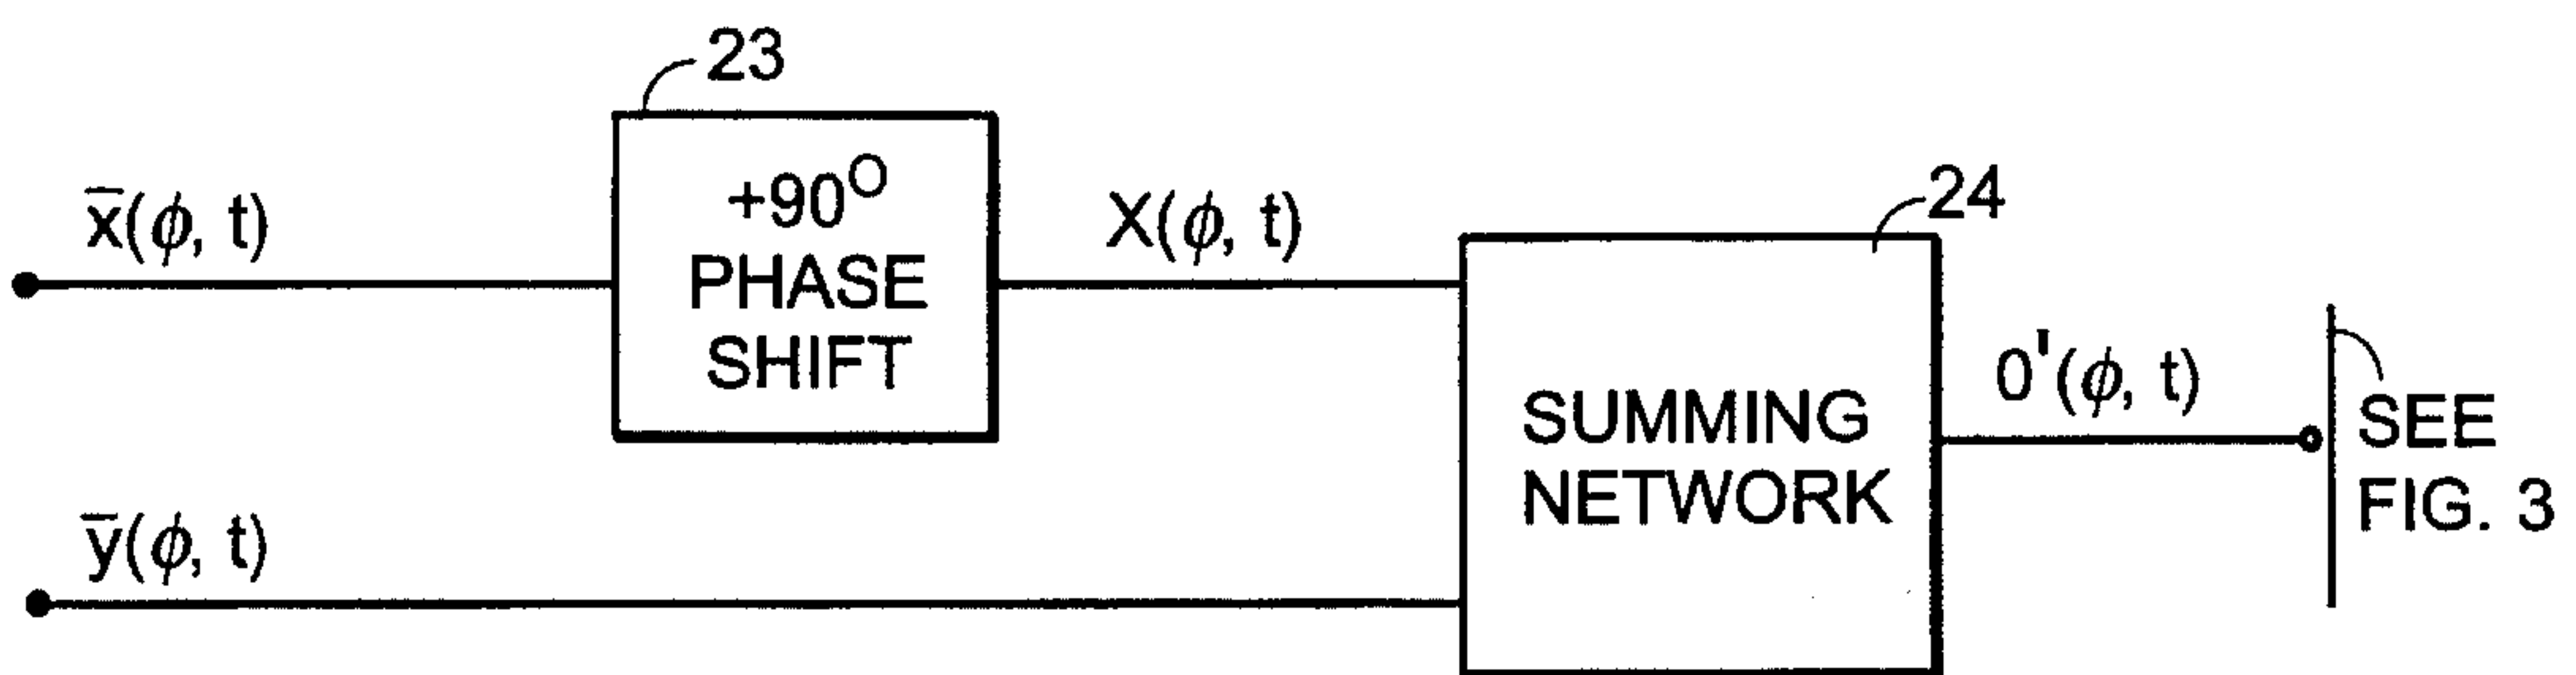 23
+90°
PHASE
SHIFT
x̄(ϕ, t)
X(ϕ, t)
24
SUMMING
NETWORK
0'(ϕ, t)
SEE
FIG. 3
ȳ(ϕ, t)